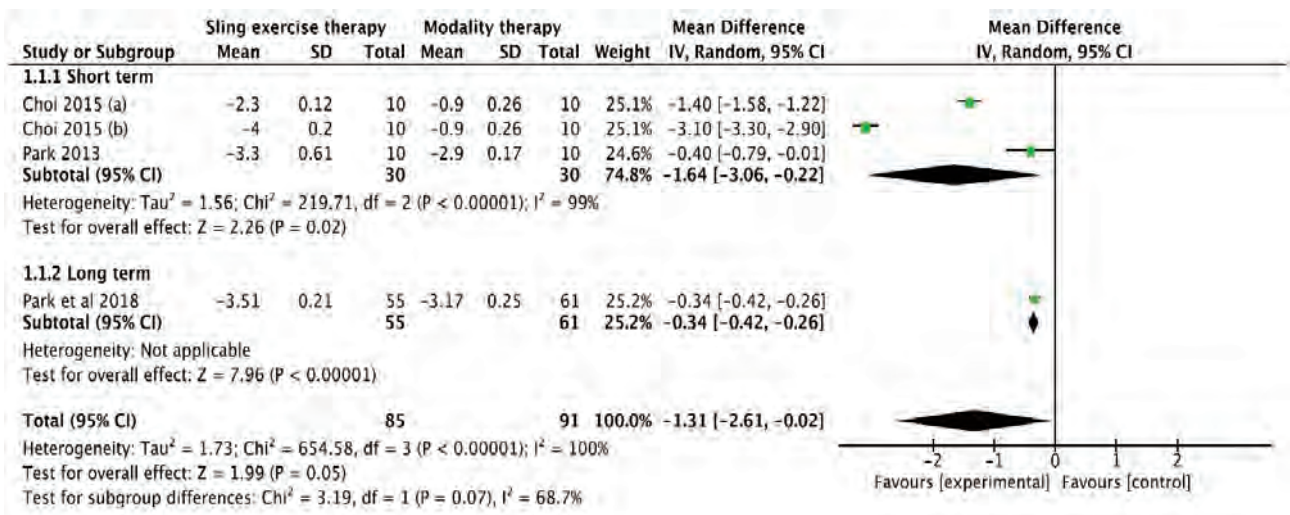 Sling exercise therapy Modality therapy Mean Difference Mean Difference
Study or Subgroup Mean SD Total Mean SD Total Weight IV, Random, 95% CI IV, Random, 95% CI
1.1.1 Short term
Choi 2015 (a) −2.3 0.12 10 −0.9 0.26 10 25.1% −1.40 [−1.58, −1.22]
Choi 2015 (b) −4 0.2 10 −0.9 0.26 10 25.1% −3.10 [−3.30, −2.90]
Park 2013 −3.3 0.61 10 −2.9 0.17 10 24.6% −0.40 [−0.79, −0.01]
Subtotal (95% CI) 30 30 74.8% −1.64 [−3.06, −0.22]
Heterogeneity: Tau² = 1.56; Chi² = 219.71, df = 2 (P < 0.00001); I² = 99%
Test for overall effect: Z = 2.26 (P = 0.02)
1.1.2 Long term
Park et al 2018 −3.51 0.21 55 −3.17 0.25 61 25.2% −0.34 [−0.42, −0.26]
Subtotal (95% CI) 55 61 25.2% −0.34 [−0.42, −0.26]
Heterogeneity: Not applicable
Test for overall effect: Z = 7.96 (P < 0.00001)
Total (95% CI) 85 91 100.0% −1.31 [−2.61, −0.02]
Heterogeneity: Tau² = 1.73; Chi² = 654.58, df = 3 (P < 0.00001); I² = 100%
Test for overall effect: Z = 1.99 (P = 0.05)
Test for subgroup differences: Chi² = 3.19, df = 1 (P = 0.07), I² = 68.7%
−2 −1 0 1 2
Favours [experimental] Favours [control]